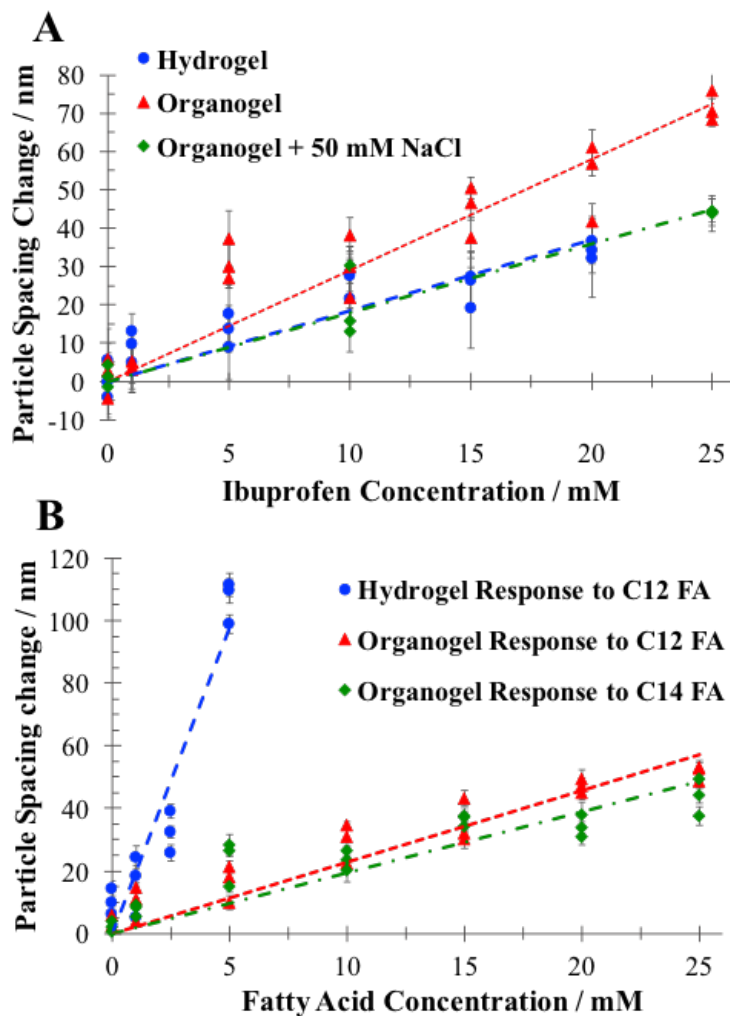 A
Hydrogel
Organogel
Organogel + 50 mM NaCl
Particle Spacing Change / nm
80
70
60
50
40
30
20
10
0
-10
0 5 10 15 20 25
Ibuprofen Concentration / mM
B
Hydrogel Response to C12 FA
Organogel Response to C12 FA
Organogel Response to C14 FA
Particle Spacing change / nm
120
100
80
60
40
20
0
0 5 10 15 20 25
Fatty Acid Concentration / mM